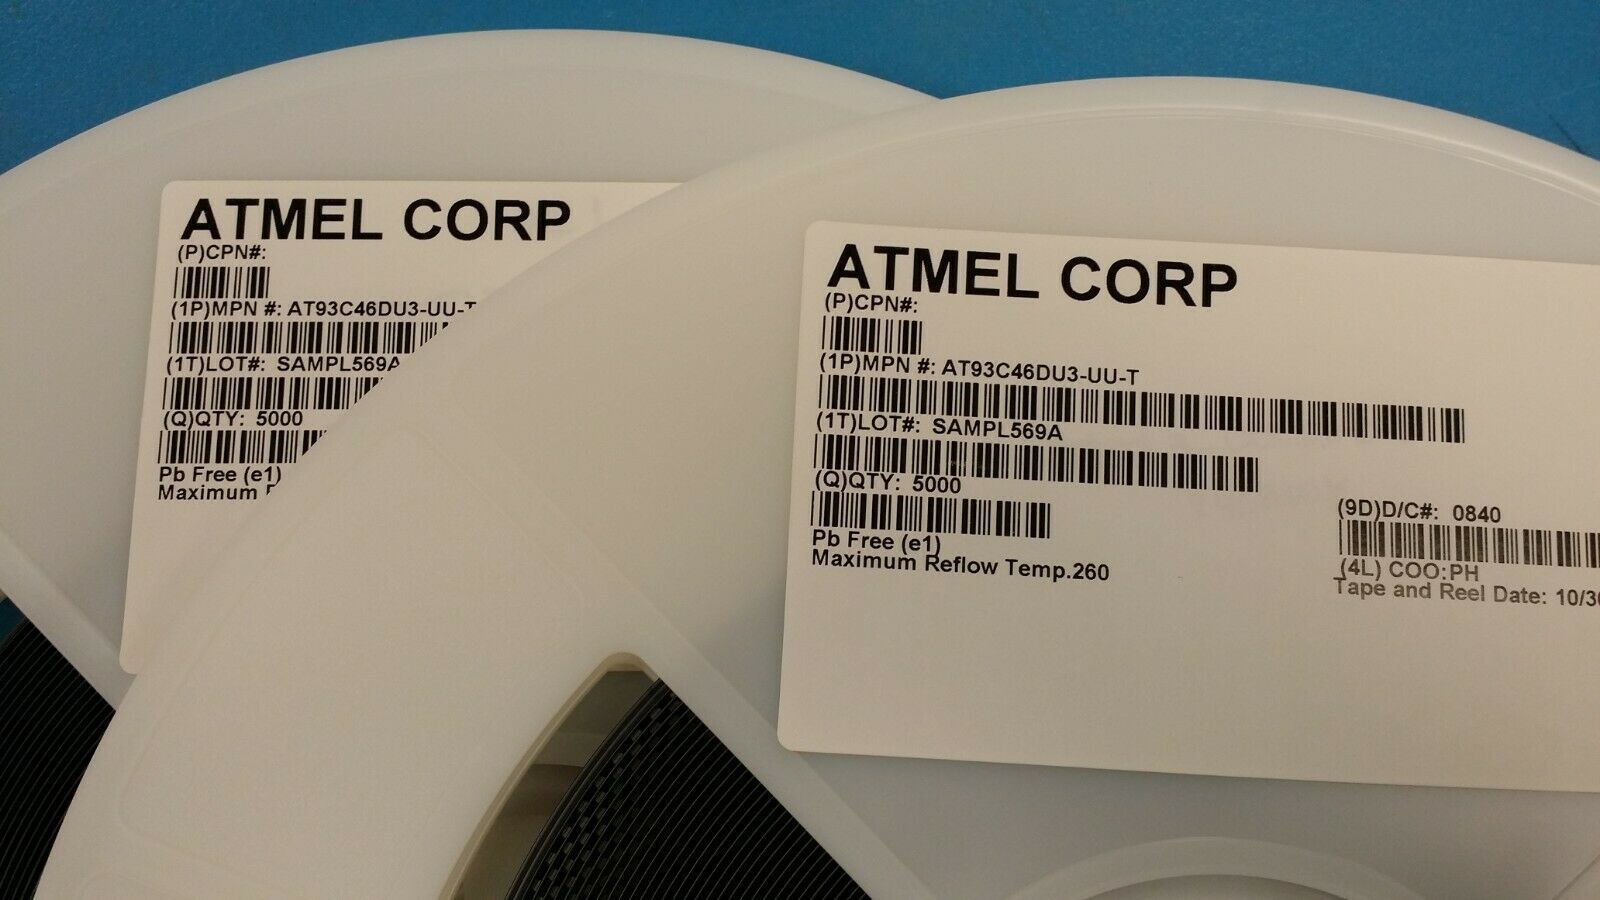 ATMEL CORP
(P)CPN#:
(1P)MPN #: AT93C46DU3-UU-T
(1T)LOT#: SAMPL569A
(Q)QTY: 5000
Pb Free (e1)
Maximum
ATMEL CORP
(P)CPN#:
(1P)MPN #: AT93C46DU3-UU-T
(1T)LOT#: SAMPL569A
(Q)QTY: 5000
Pb Free (e1)
Maximum Reflow Temp.260
(9D)D/C#: 0840
(4L) COO:PH
Tape and Reel Date: 10/30